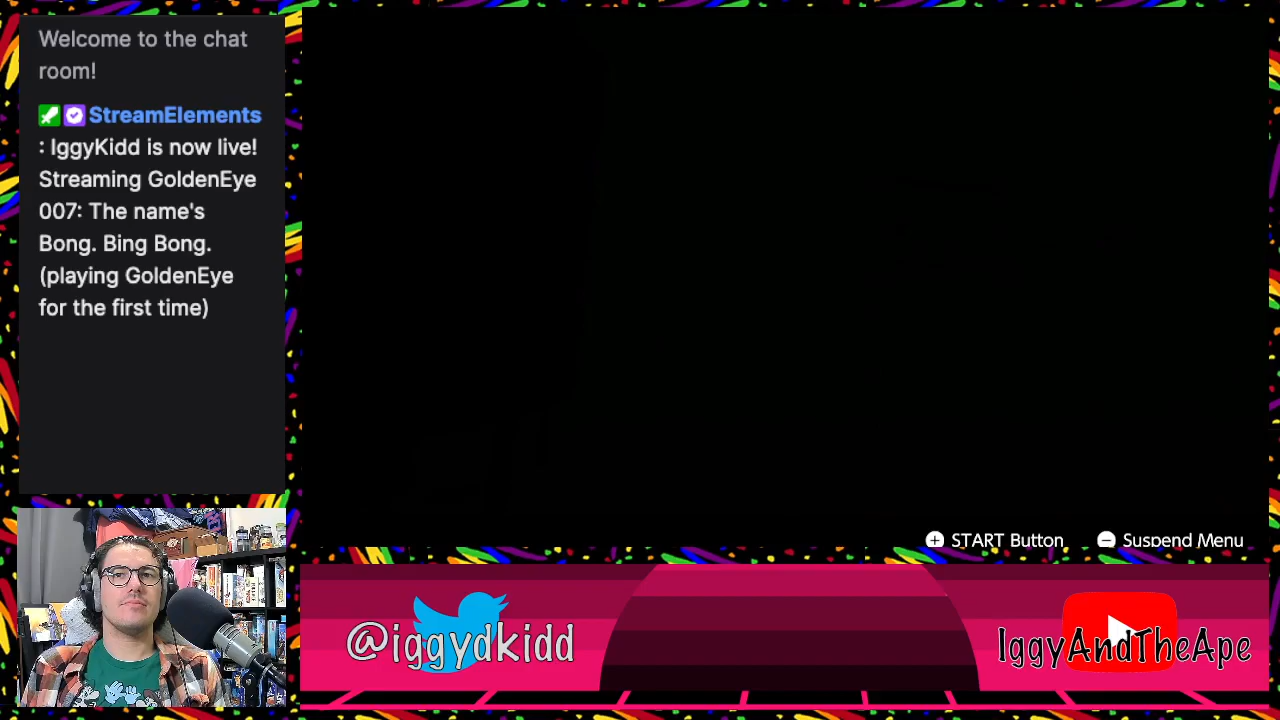 Welcome to the chat
room!
StreamElements
: IggyKidd is now live!
Streaming GoldenEye
007: The name's
Bong. Bing Bong.
(playing GoldenEye
for the first time)
START Button
Suspend Menu
@iggydkidd
IggyAndTheApe